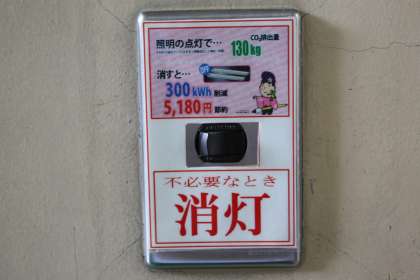 照明の点灯で…
CO₂排出量
130kg
消すと…
300kWh 削減
5,180円 節約
不必要なとき
消灯